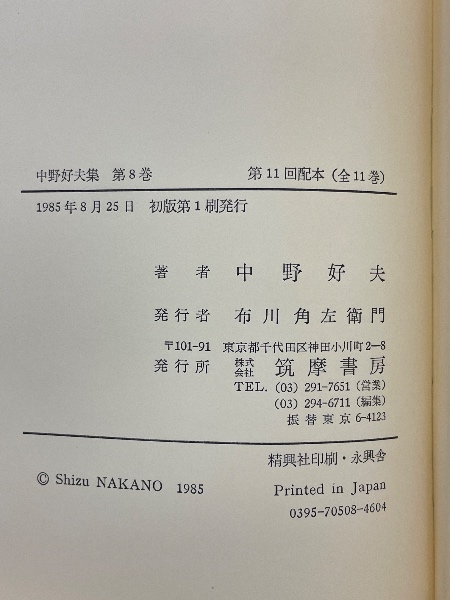 中野好夫集 第8巻 第11回配本（全11巻）
1985年8月25日 初版第1刷発行
著者 中野好夫
発行者 布川角左衛門
〒101-91 東京都千代田区神田小川町2-8
発行所 株式会社 筑摩書房
TEL. (03) 291-7651（営業）
(03) 294-6711（編集）
振替東京6-4123
精興社印刷・永興舎
© Shizu NAKANO 1985
Printed in Japan
0395-70508-4604